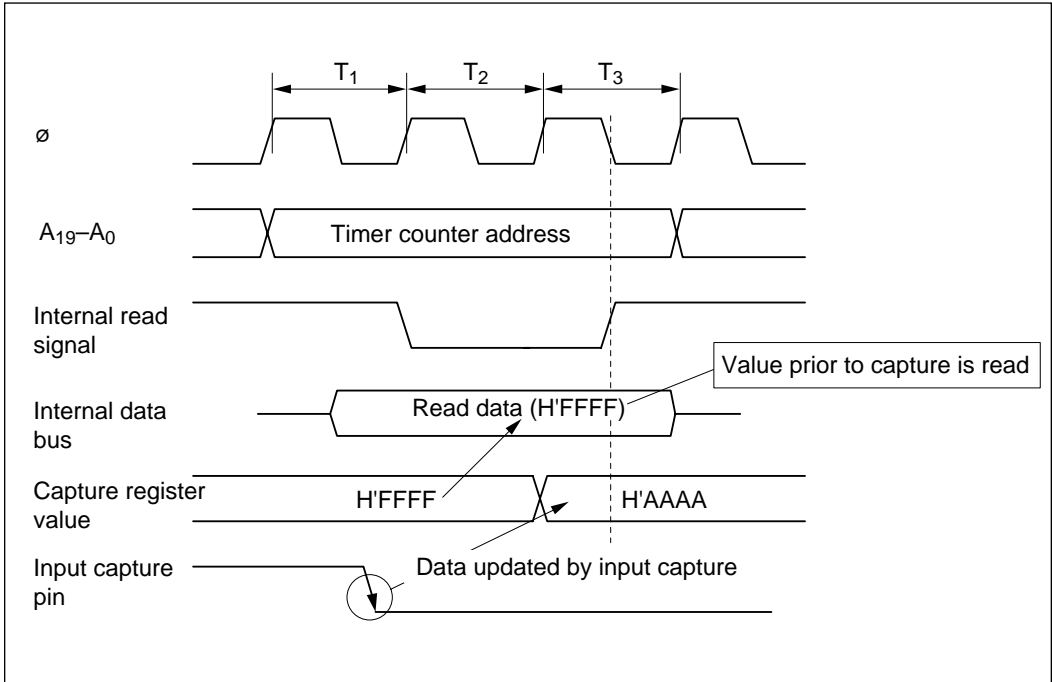 T1 T2 T3
ø
A19–A0
Timer counter address
Internal read
signal
Value prior to capture is read
Internal data
bus
Read data (H'FFFF)
Capture register
value
H'FFFF
H'AAAA
Input capture
pin
Data updated by input capture